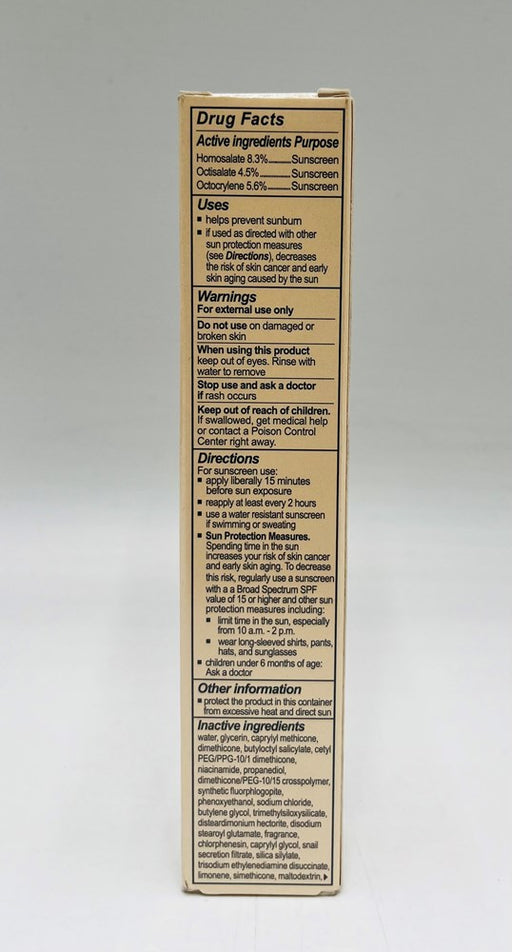 Drug Facts
Active ingredients Purpose
Homosalate 8.3%..........Sunscreen
Octisalate 4.5%..........Sunscreen
Octocrylene 5.6%..........Sunscreen
Uses
▪ helps prevent sunburn
▪ if used as directed with other
sun protection measures
(see Directions), decreases
the risk of skin cancer and early
skin aging caused by the sun
Warnings
For external use only
Do not use on damaged or
broken skin
When using this product
keep out of eyes. Rinse with
water to remove
Stop use and ask a doctor
if rash occurs
Keep out of reach of children.
If swallowed, get medical help
or contact a Poison Control
Center right away.
Directions
For sunscreen use:
▪ apply liberally 15 minutes
before sun exposure
▪ reapply at least every 2 hours
▪ use a water resistant sunscreen
if swimming or sweating
▪ Sun Protection Measures.
Spending time in the sun
increases your risk of skin cancer
and early skin aging. To decrease
this risk, regularly use a sunscreen
with a a Broad Spectrum SPF
value of 15 or higher and other sun
protection measures including:
▪ limit time in the sun, especially
from 10 a.m. - 2 p.m.
▪ wear long-sleeved shirts, pants,
hats, and sunglasses
▪ children under 6 months of age:
Ask a doctor
Other information
▪ protect the product in this container
from excessive heat and direct sun
Inactive ingredients
water, glycerin, caprylyl methicone,
dimethicone, butyloctyl salicylate, cetyl
PEG/PPG-10/1 dimethicone,
niacinamide, propanediol,
dimethicone/PEG-10/15 crosspolymer,
synthetic fluorphlogopite,
phenoxyethanol, sodium chloride,
butylene glycol, trimethylsiloxysilicate,
disteardimonium hectorite, disodium
stearoyl glutamate, fragrance,
chlorphenesin, caprylyl glycol, snail
secretion filtrate, silica silylate,
trisodium ethylenediamine disuccinate,
limonene, simethicone, maltodextrin,▶